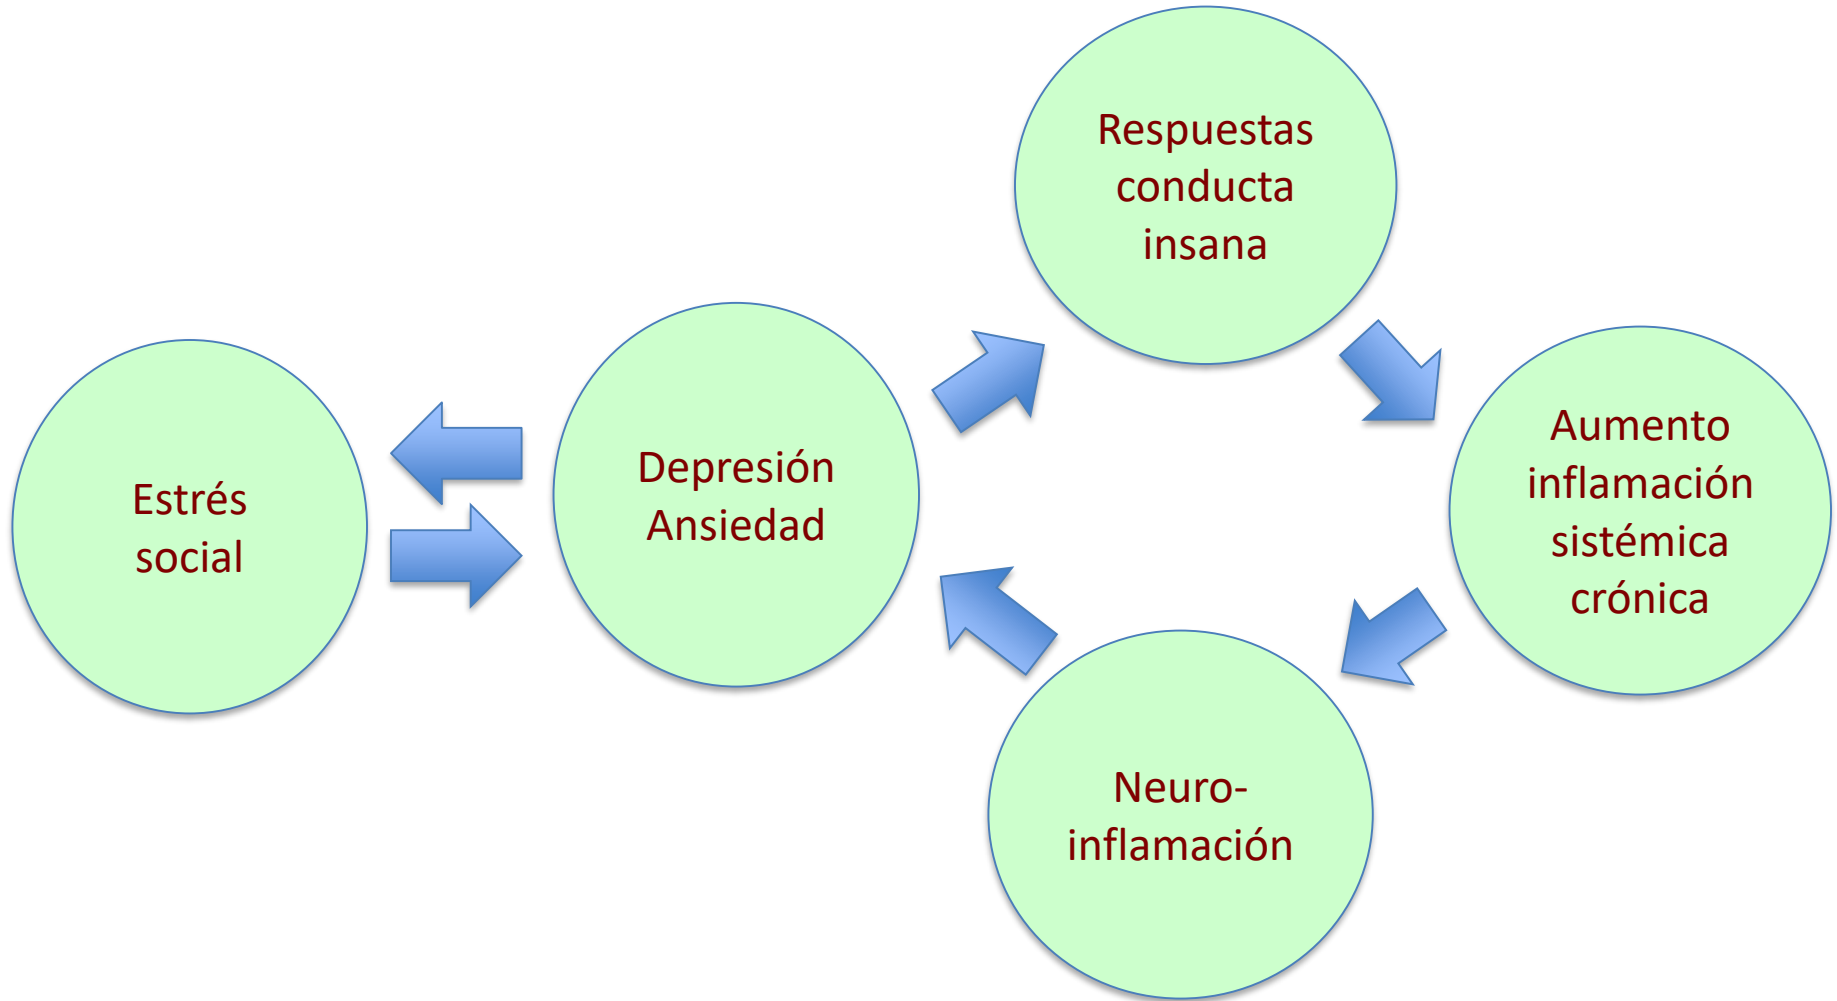 Respuestas
conducta
insana
Estrés
social
Depresión
Ansiedad
Aumento
inflamación
sistémica
crónica
Neuro-
inflamación